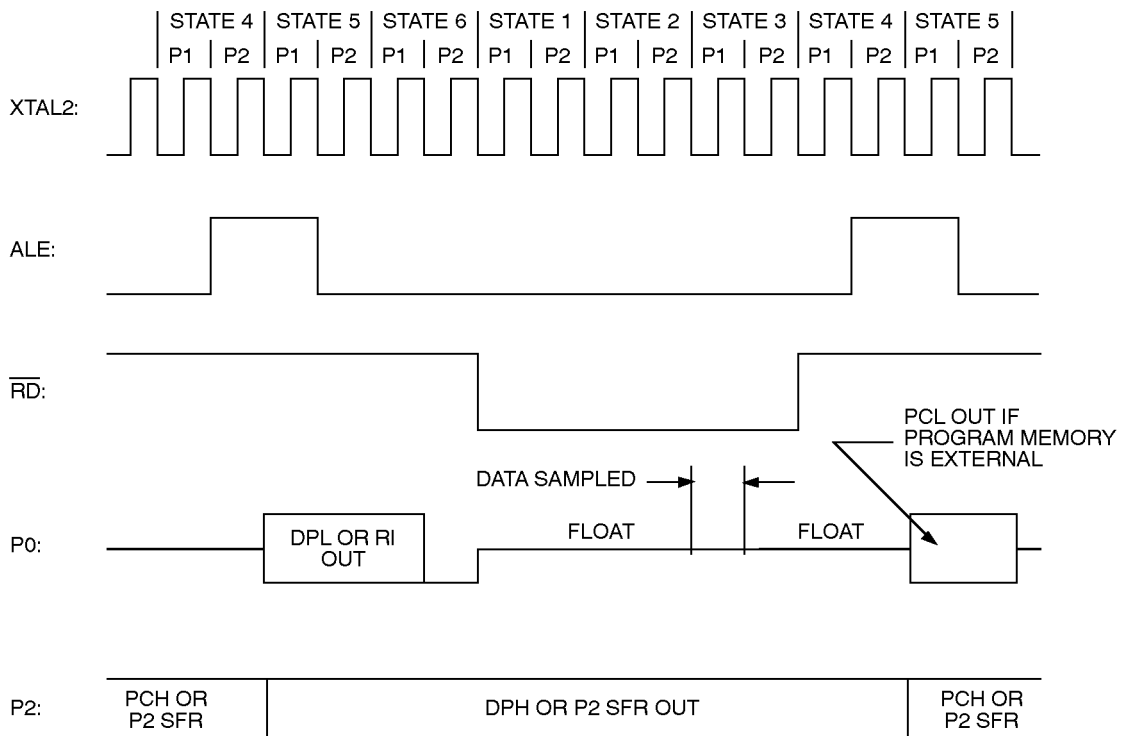 STATE 4 STATE 5 STATE 6 STATE 1 STATE 2 STATE 3 STATE 4 STATE 5
P1 P2 P1 P2 P1 P2 P1 P2 P1 P2 P1 P2 P1 P2 P1 P2
XTAL2:
ALE:
RD:
PCL OUT IF
PROGRAM MEMORY
IS EXTERNAL
DATA SAMPLED
P0:
DPL OR RI
OUT
FLOAT
FLOAT
P2:
PCH OR
P2 SFR
DPH OR P2 SFR OUT
PCH OR
P2 SFR